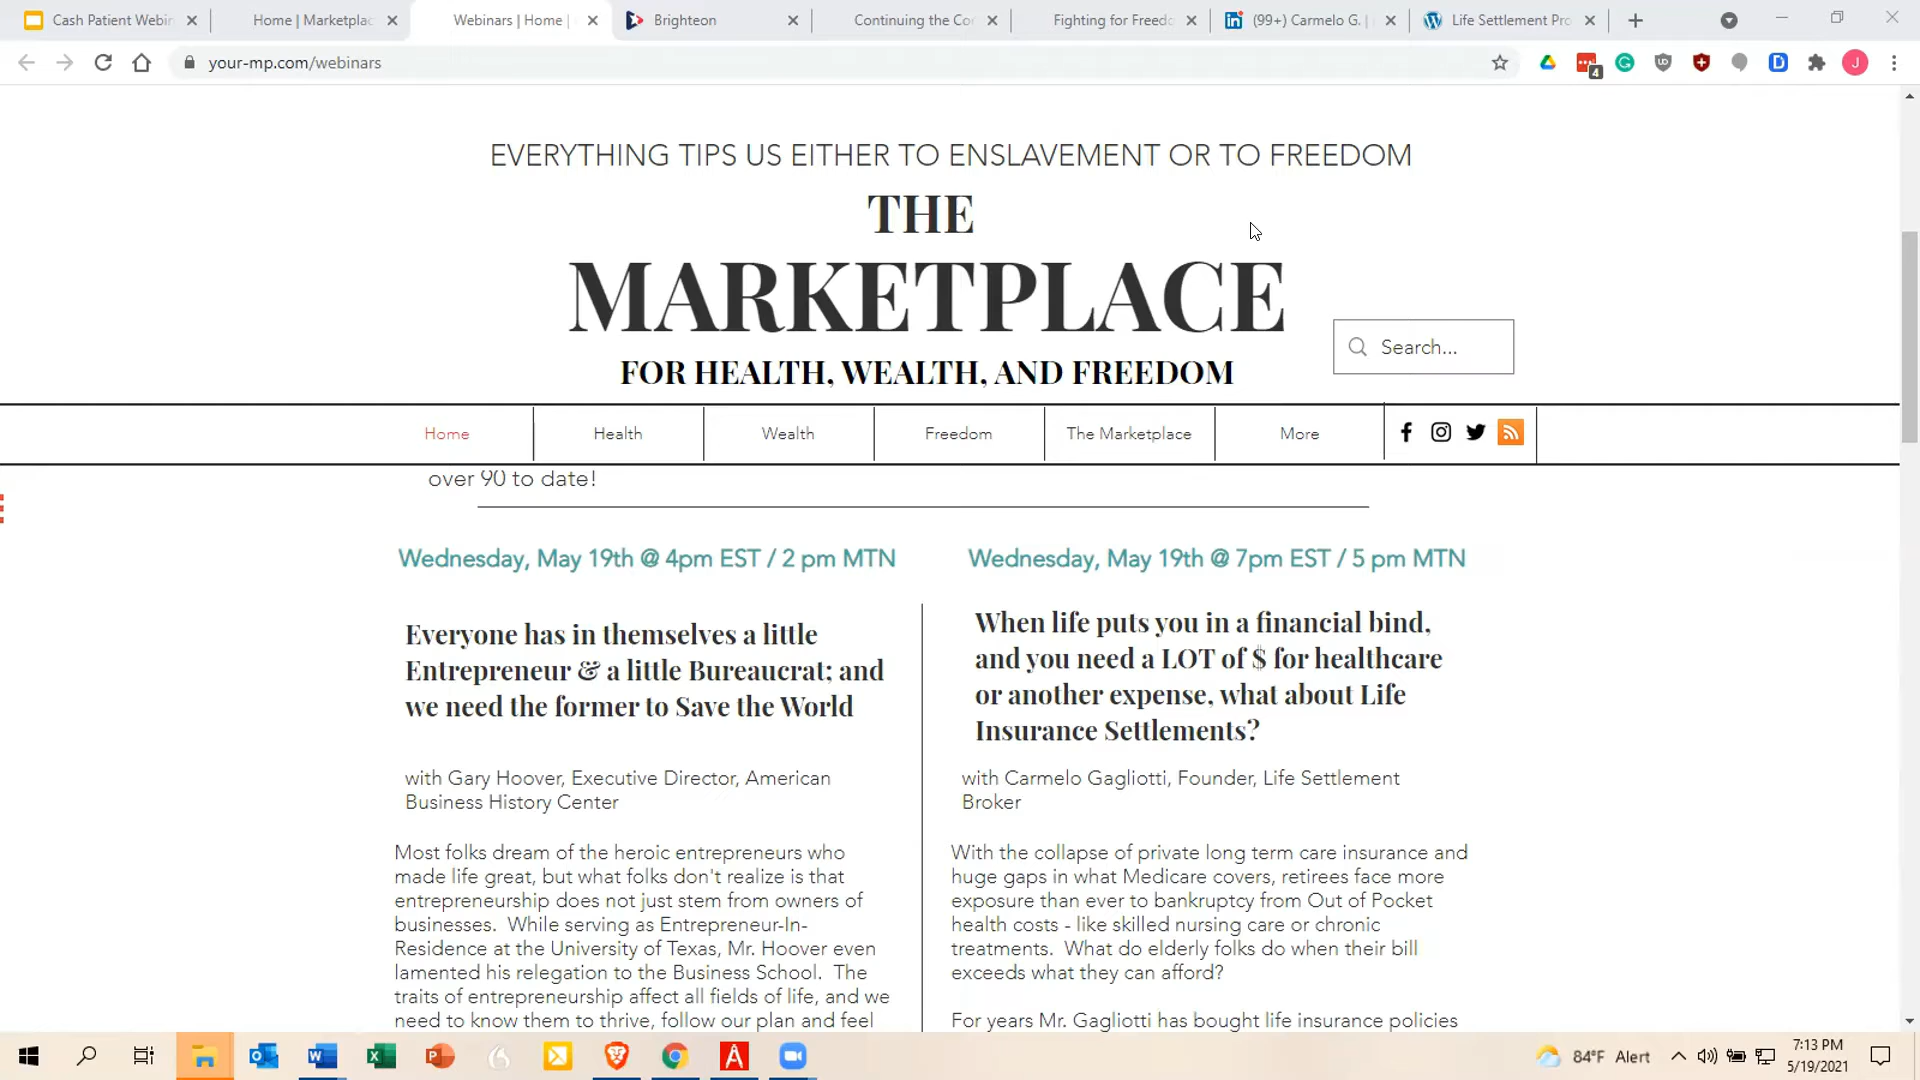 Cash Patient Webin
Home | Marketplac
Webinars | Home |
Brighteon
Continuing the Co
Fighting for Freed
(99+) Carmelo G. |
Life Settlement Pro
your-mp.com/webinars
4
J
EVERYTHING TIPS US EITHER TO ENSLAVEMENT OR TO FREEDOM
THE
MARKETPLACE
FOR HEALTH, WEALTH, AND FREEDOM
Search...
Home
Health
Wealth
Freedom
The Marketplace
More
over 90 to date!
Wednesday, May 19th @ 4pm EST / 2 pm MTN
Everyone has in themselves a little
Entrepreneur & a little Bureaucrat; and
we need the former to Save the World
with Gary Hoover, Executive Director, American
Business History Center
Most folks dream of the heroic entrepreneurs who
made life great, but what folks don't realize is that
entrepreneurship does not just stem from owners of
businesses. While serving as Entrepreneur-In-
Residence at the University of Texas, Mr. Hoover even
lamented his relegation to the Business School. The
traits of entrepreneurship affect all fields of life, and we
need to know them to thrive, follow our plan and feel
Wednesday, May 19th @ 7pm EST / 5 pm MTN
When life puts you in a financial bind,
and you need a LOT of $ for healthcare
or another expense, what about Life
Insurance Settlements?
with Carmelo Gagliotti, Founder, Life Settlement
Broker
With the collapse of private long term care insurance and
huge gaps in what Medicare covers, retirees face more
exposure than ever to bankruptcy from Out of Pocket
health costs - like skilled nursing care or chronic
treatments. What do elderly folks do when their bill
exceeds what they can afford?
For years Mr. Gagliotti has bought life insurance policies
84°F Alert
7:13 PM
5/19/2021